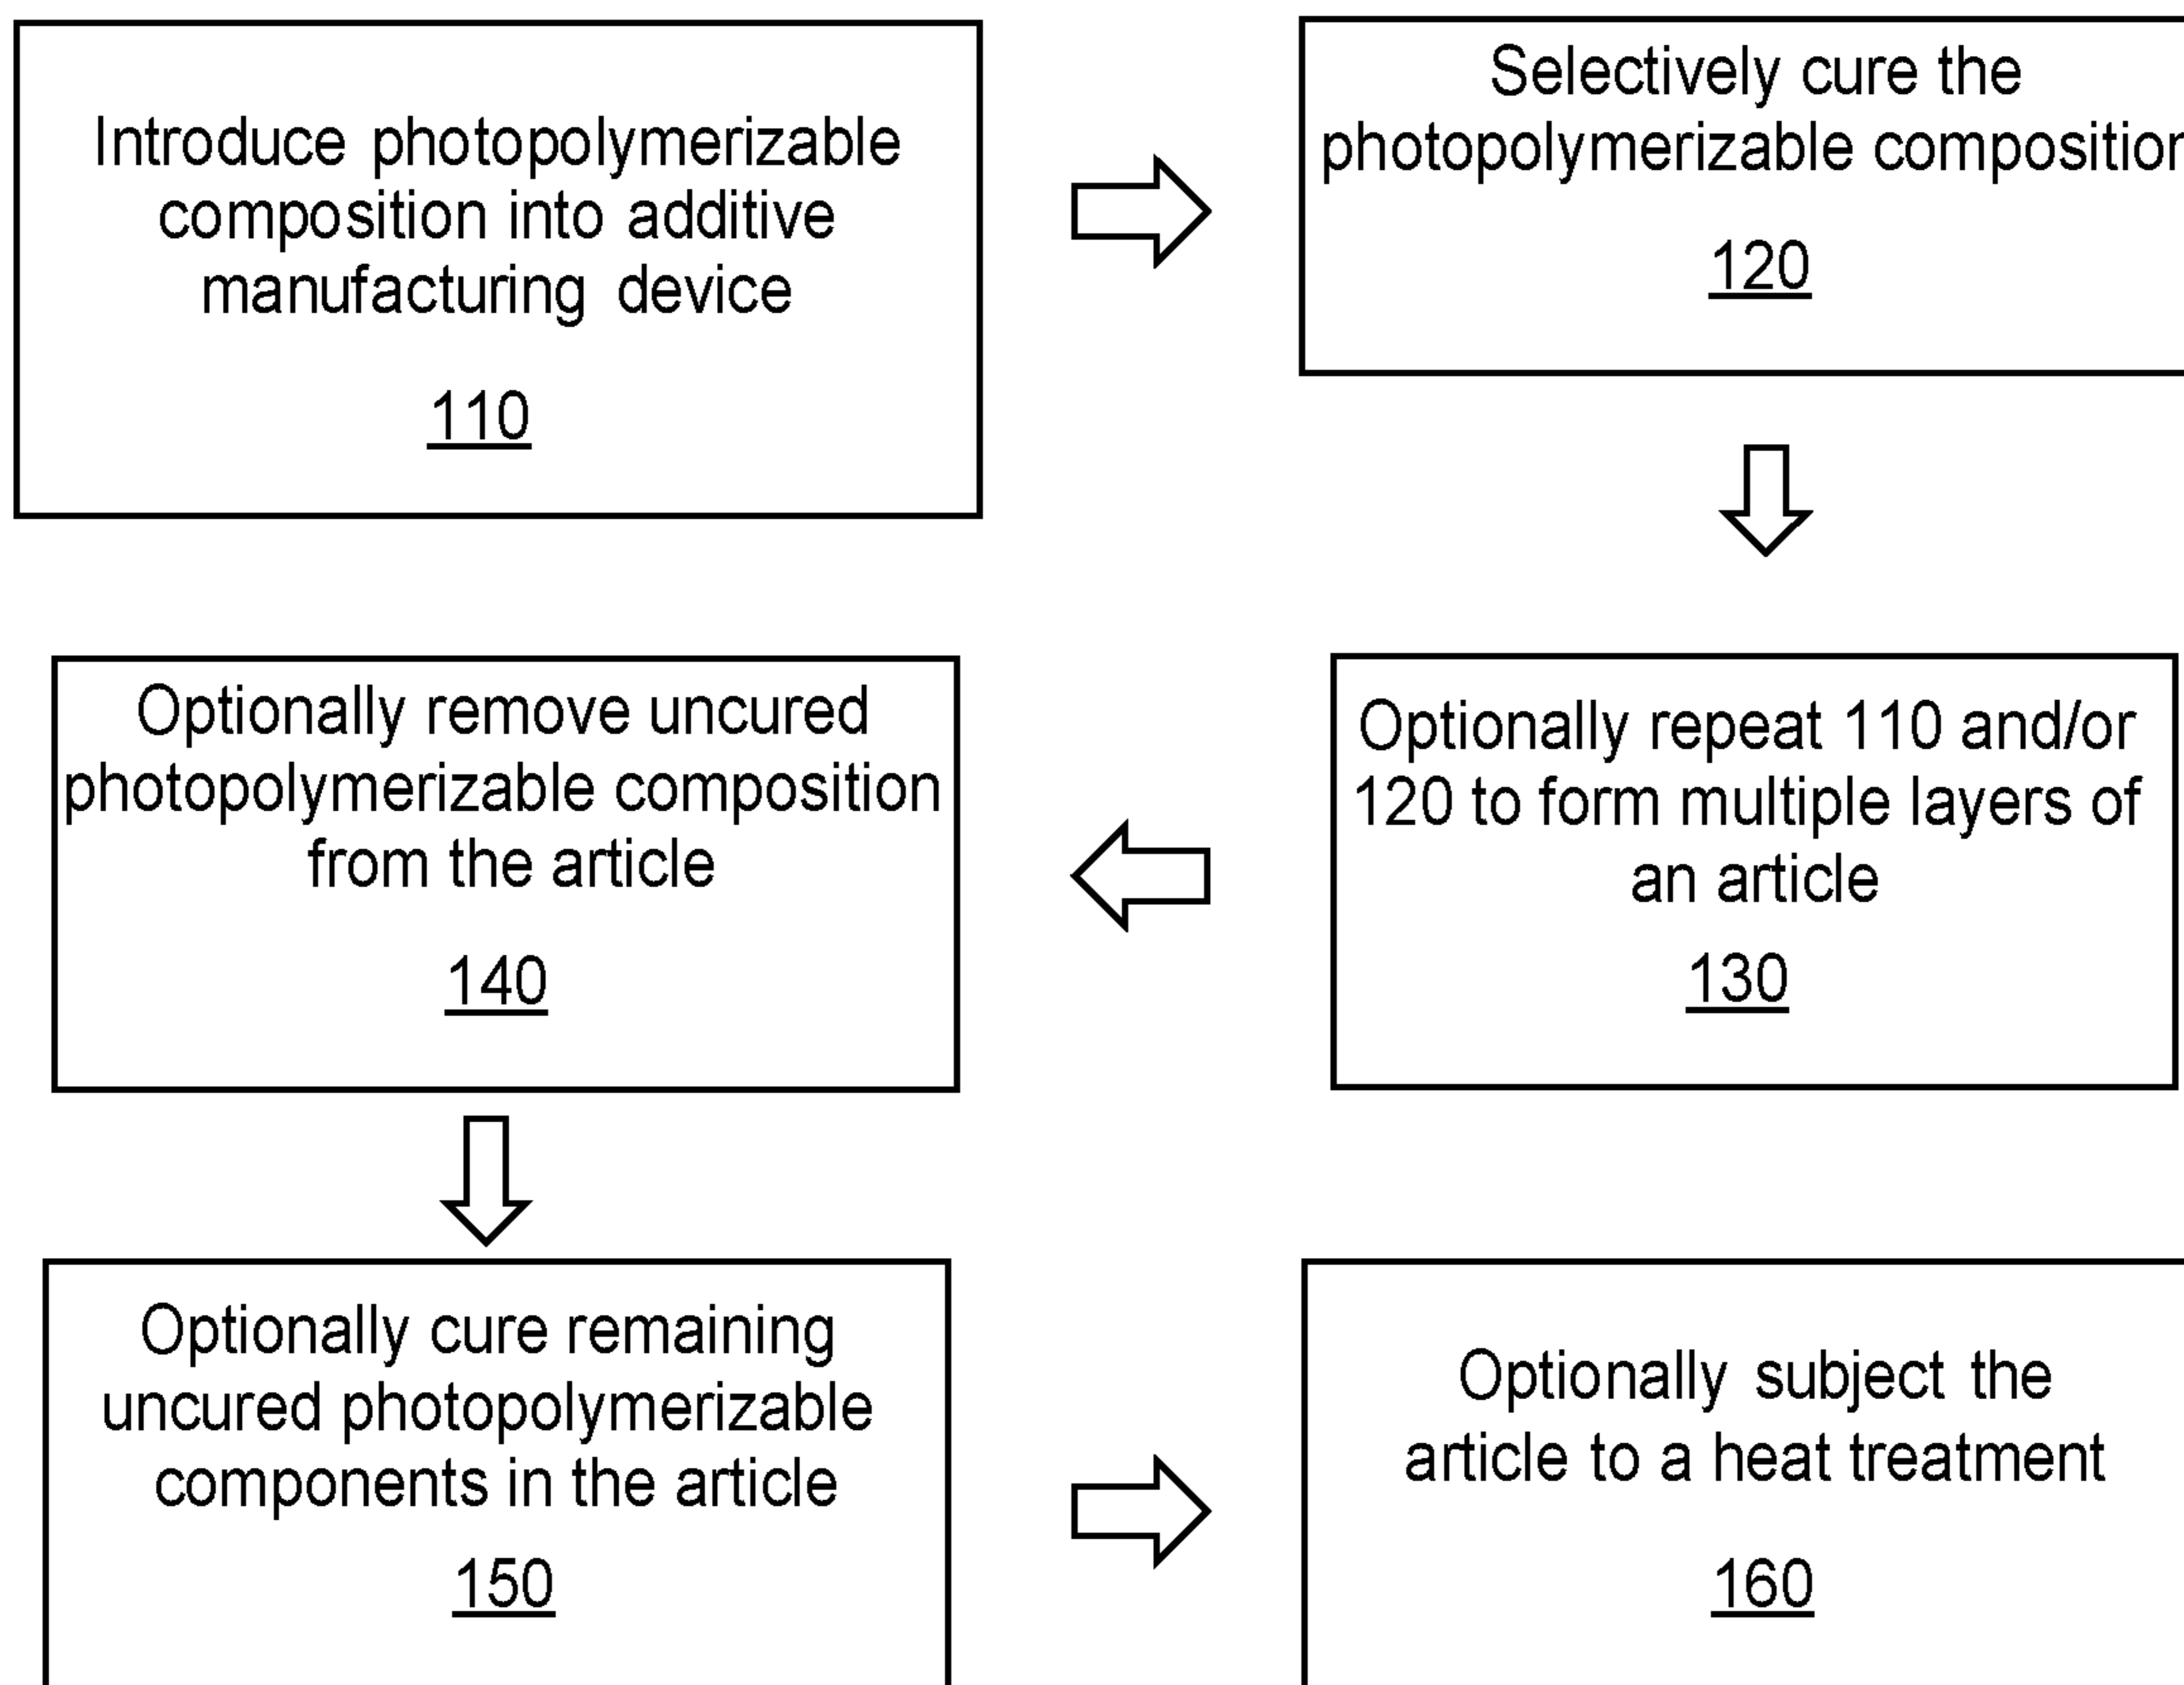 Introduce photopolymerizable
composition into additive
manufacturing device
110
Selectively cure the
photopolymerizable composition
120
Optionally repeat 110 and/or
120 to form multiple layers of
an article
130
Optionally remove uncured
photopolymerizable composition
from the article
140
Optionally cure remaining
uncured photopolymerizable
components in the article
150
Optionally subject the
article to a heat treatment
160